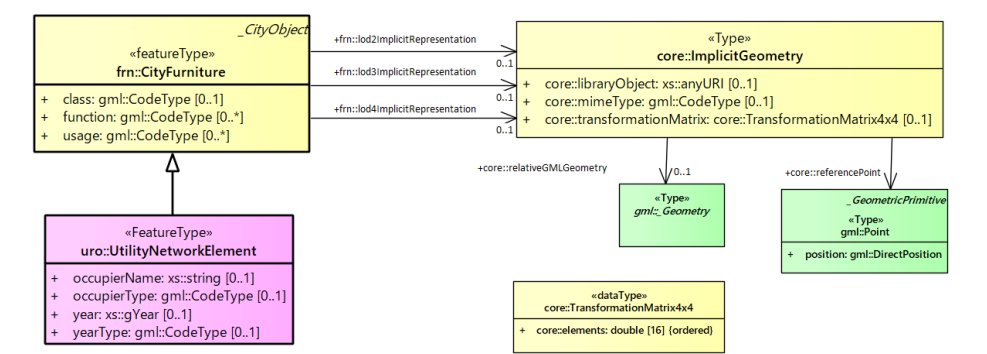 _CityObject
«featureType»
frn::CityFurniture
+ class: gml::CodeType [0..1]
+ function: gml::CodeType [0..*]
+ usage: gml::CodeType [0..*]
+frn::lod2ImplicitRepresentation
0..1
+frn::lod3ImplicitRepresentation
0..1
+frn::lod4ImplicitRepresentation
0..1
«Type»
core::ImplicitGeometry
+ core::libraryObject: xs::anyURI [0..1]
+ core::mimeType: gml::CodeType [0..1]
+ core::transformationMatrix: core::TransformationMatrix4x4 [0..1]
+core::relativeGMLGeometry
0..1
+core::referencePoint
«Type»
gml::_Geometry
_GeometricPrimitive
«Type»
gml::Point
+ position: gml::DirectPosition
«FeatureType»
uro::UtilityNetworkElement
+ occupierName: xs::string [0..1]
+ occupierType: gml::CodeType [0..1]
+ year: xs::gYear [0..1]
+ yearType: gml::CodeType [0..1]
«dataType»
core::TransformationMatrix4x4
+ core::elements: double [16] {ordered}